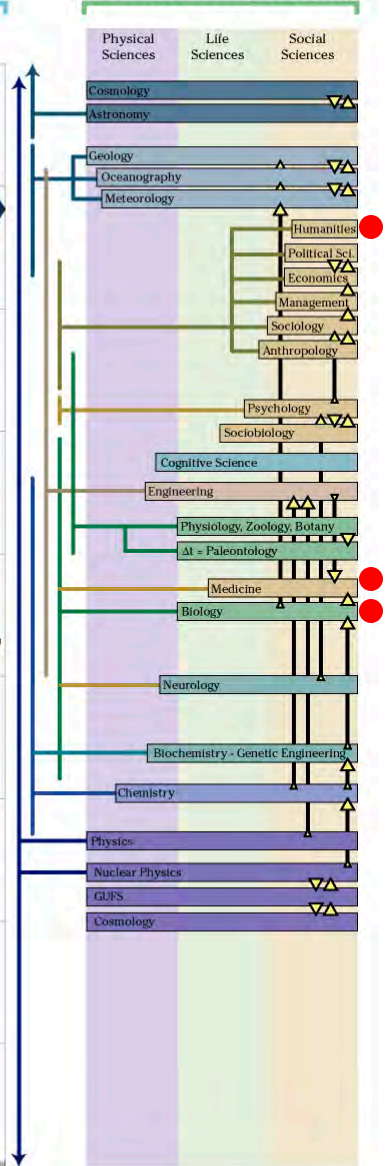 Physical
Sciences
Life
Sciences
Social
Sciences
Cosmology
Astronomy
Geology
Oceanography
Meteorology
Humanities
Political Sci.
Economics
Management
Sociology
Anthropology
Psychology
Sociobiology
Cognitive Science
Engineering
Physiology, Zoology, Botany
Δt = Paleontology
Medicine
Biology
Neurology
Biochemistry - Genetic Engineering
Chemistry
Physics
Nuclear Physics
GUFS
Cosmology